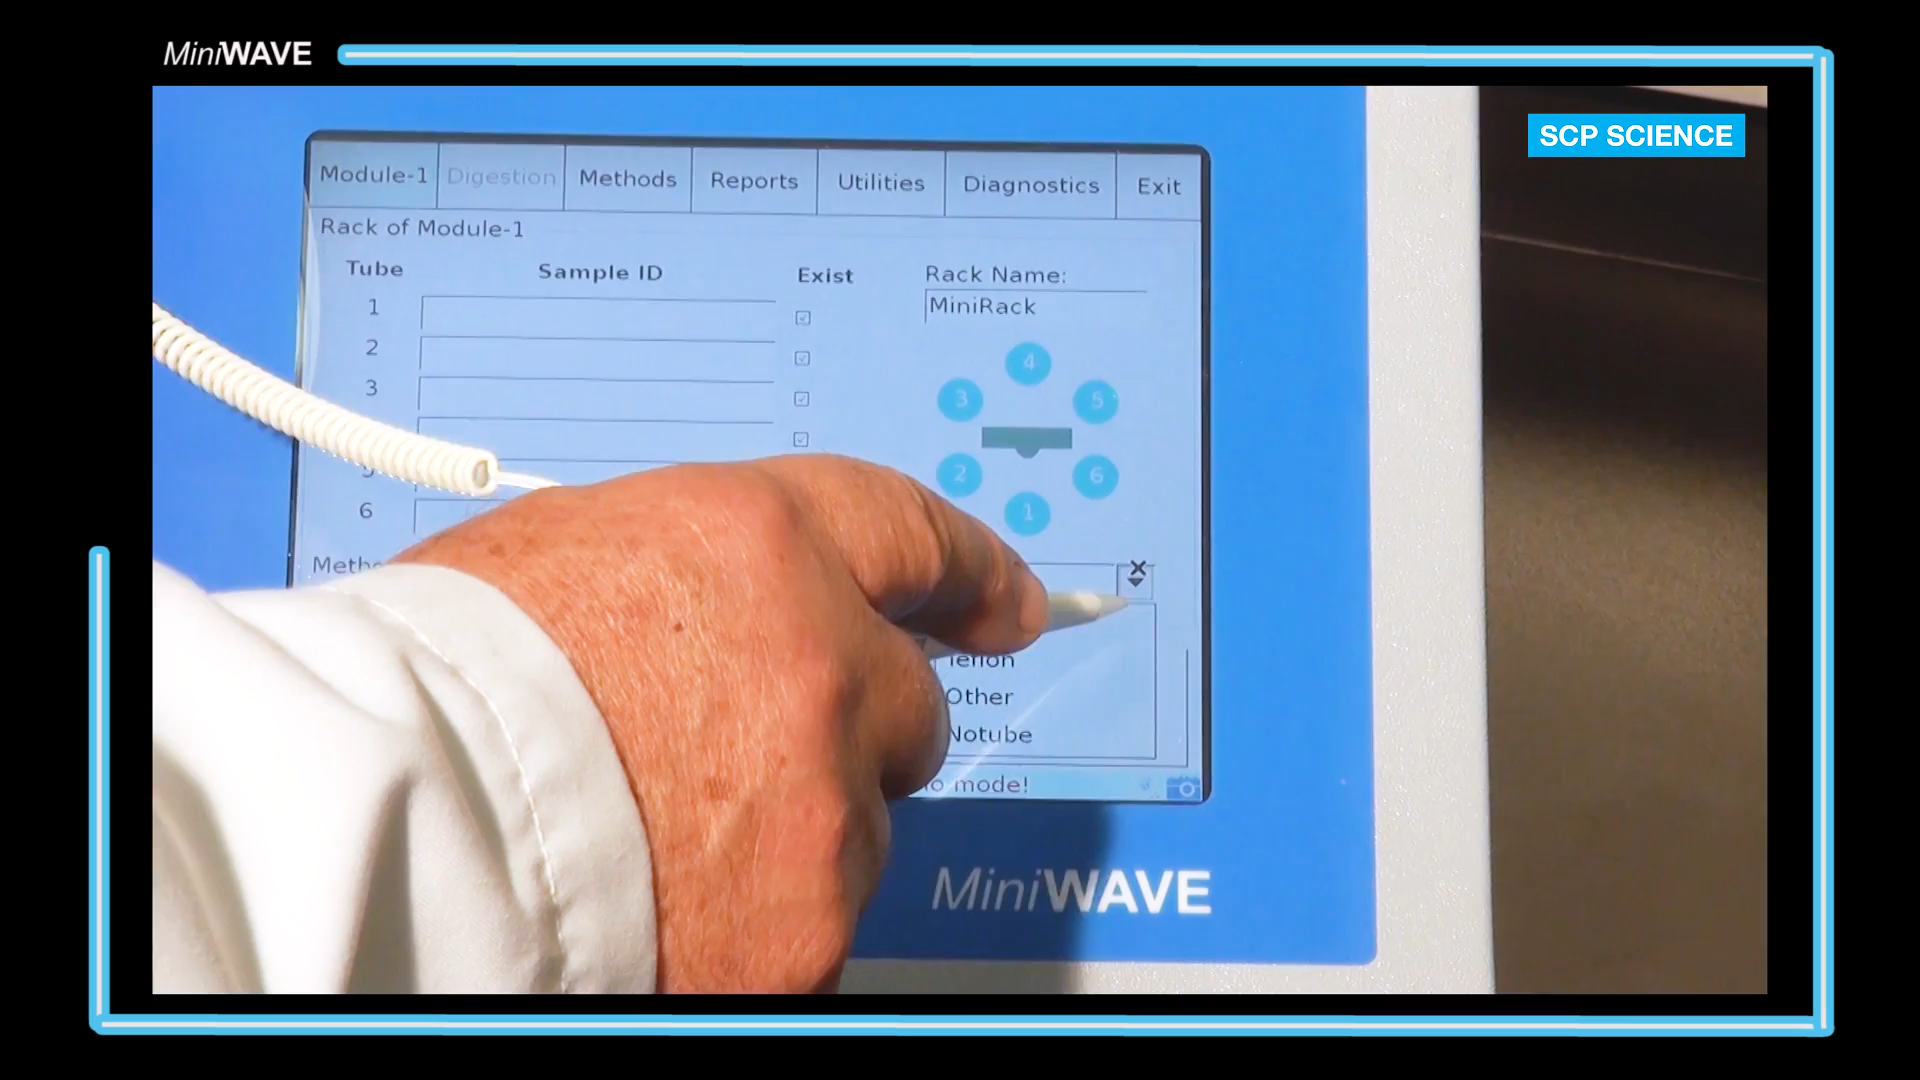 MiniWAVE
SCP SCIENCE
Module-1 Digestion Methods Reports Utilities Diagnostics Exit
Rack of Module-1
Tube Sample ID Exist
Rack Name:
MiniRack
1
2
3
6
4
3 5
2 6
1
Teflon
Other
Notube
mode!
MiniWAVE